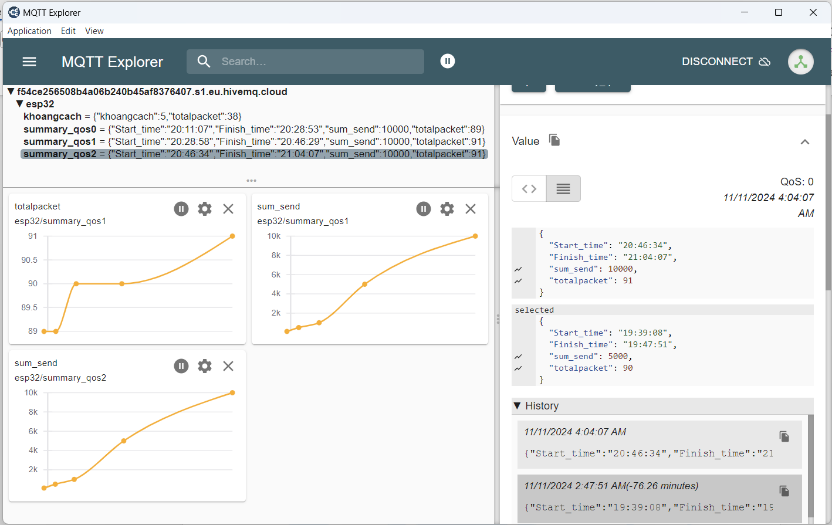 MQTT Explorer
Application Edit View
MQTT Explorer
Search...
DISCONNECT
f54ce256508b4a06b240b45af8376407.s1.eu.hivemq.cloud
esp32
khoangcach = {"khoangcach":5,"totalpacket":38}
summary_qos0 = {"Start_time":"20:11:07","Finish_time":"20:28:53","sum_send":10000,"totalpacket":89}
summary_qos1 = {"Start_time":"20:28:58","Finish_time":"20:46:29","sum_send":10000,"totalpacket":91}
summary_qos2 = {"Start_time":"20:46:34","Finish_time":"21:04:07","sum_send":10000,"totalpacket":91}
totalpacket
esp32/summary_qos1
91
90.5
90
89.5
89
sum_send
esp32/summary_qos1
10k
8k
6k
4k
2k
sum_send
esp32/summary_qos2
10k
8k
6k
4k
2k
Value
QoS: 0
11/11/2024 4:04:07
AM
{
"Start_time": "20:46:34",
"Finish_time": "21:04:07",
"sum_send": 10000,
"totalpacket": 91
}
selected
{
"Start_time": "19:39:08",
"Finish_time": "19:47:51",
"sum_send": 5000,
"totalpacket": 90
}
History
11/11/2024 4:04:07 AM
{"Start_time":"20:46:34","Finish_time":"21
11/11/2024 2:47:51 AM(-76.26 minutes)
{"Start_time":"19:39:08","Finish_time":"19